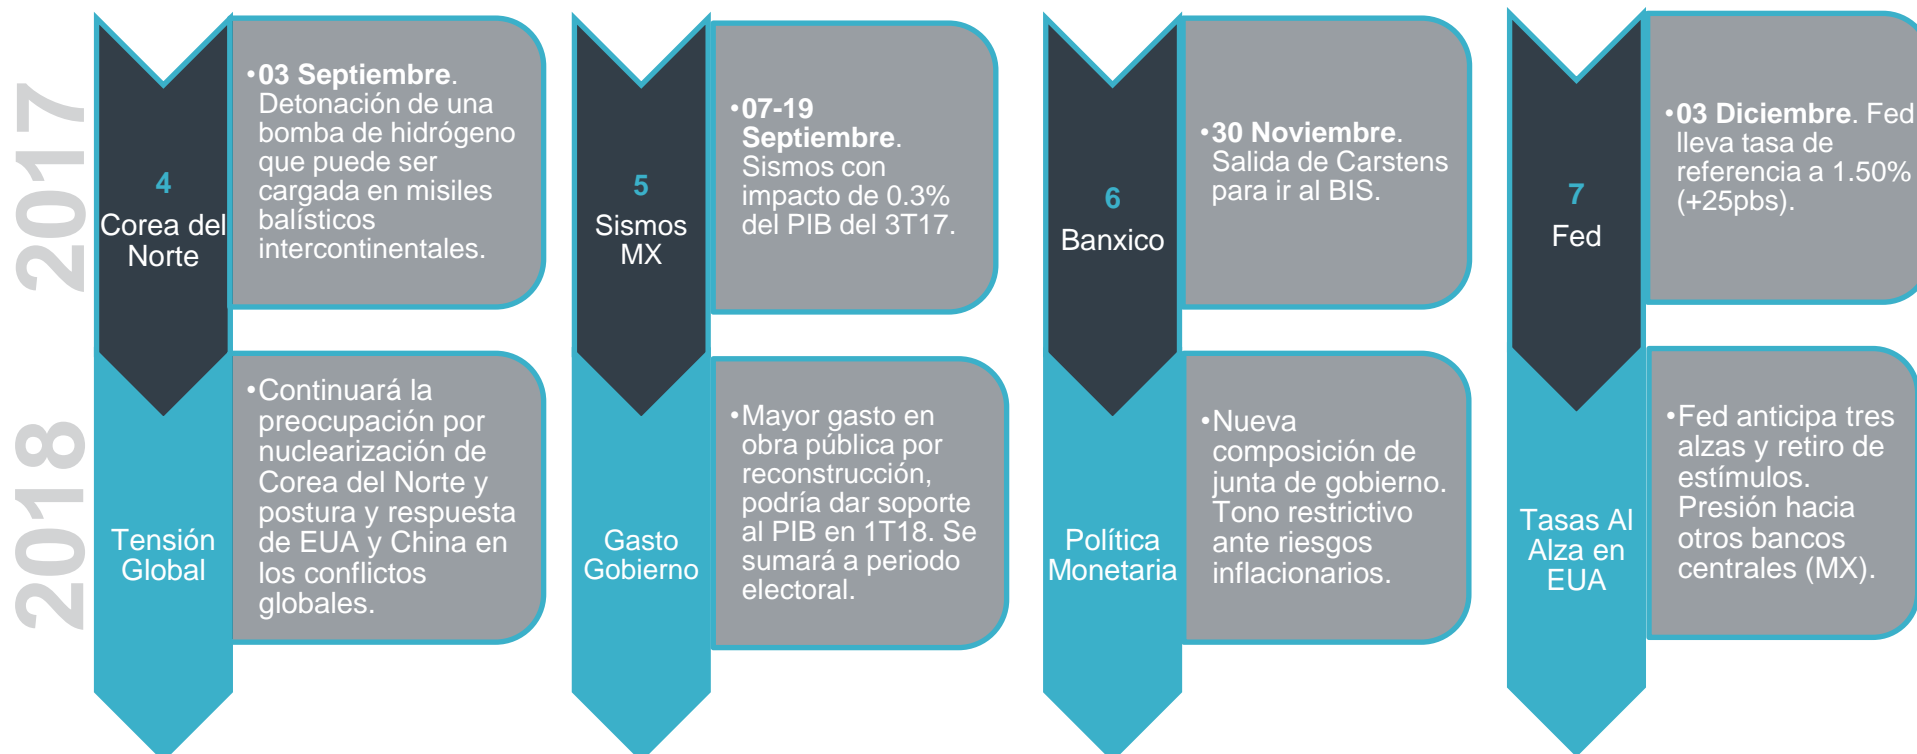 2017
4
Corea del
Norte
•03 Septiembre.
Detonación de una
bomba de hidrógeno
que puede ser
cargada en misiles
balísticos
intercontinentales.
5
Sismos
MX
•07-19
Septiembre.
Sismos con
impacto de 0.3%
del PIB del 3T17.
6
Banxico
•30 Noviembre.
Salida de Carstens
para ir al BIS.
7
Fed
•03 Diciembre. Fed
lleva tasa de
referencia a 1.50%
(+25pbs).
2018
Tensión
Global
•Continuará la
preocupación por
nuclearización de
Corea del Norte y
postura y respuesta
de EUA y China en
los conflictos
globales.
Gasto
Gobierno
•Mayor gasto en
obra pública por
reconstrucción,
podría dar soporte
al PIB en 1T18. Se
sumará a periodo
electoral.
Política
Monetaria
•Nueva
composición de
junta de gobierno.
Tono restrictivo
ante riesgos
inflacionarios.
Tasas Al
Alza en
EUA
•Fed anticipa tres
alzas y retiro de
estímulos.
Presión hacia
otros bancos
centrales (MX).